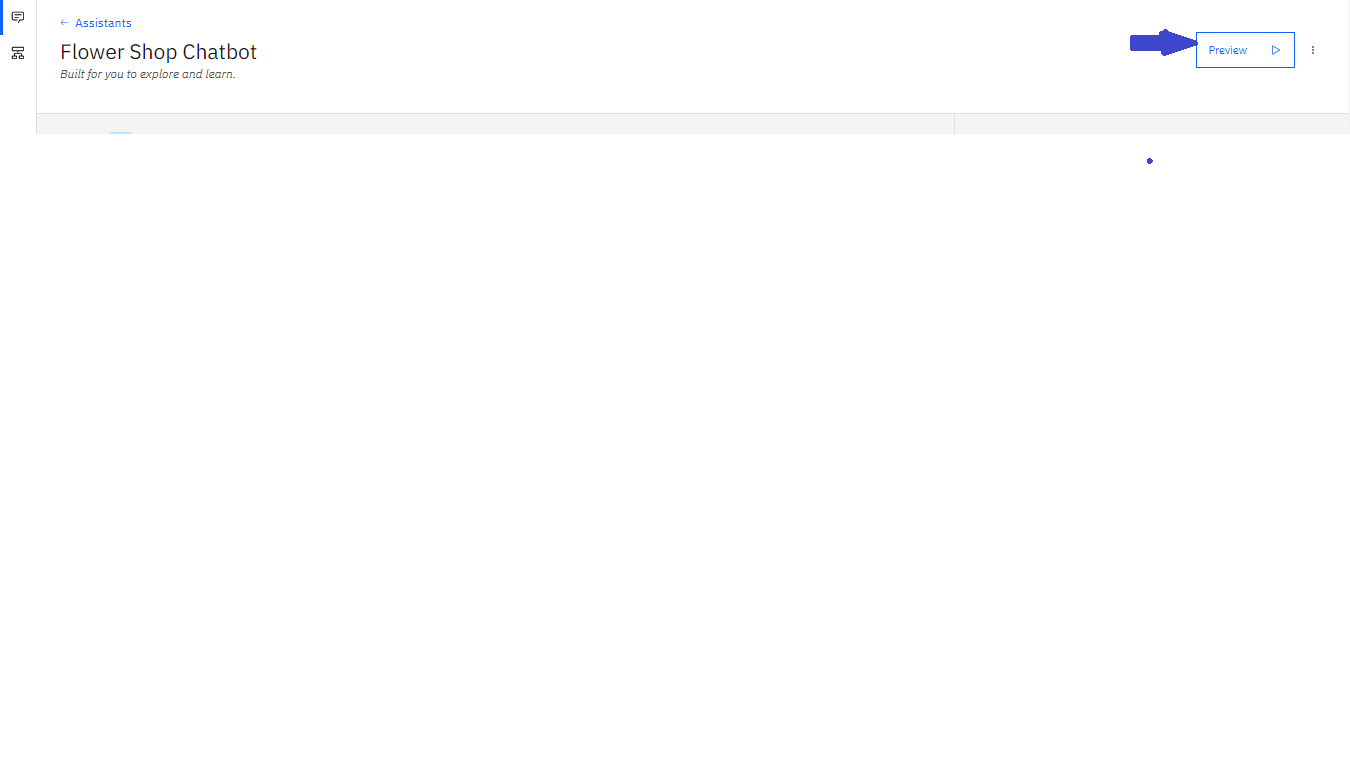 ← Assistants
Flower Shop Chatbot
Built for you to explore and learn.
Preview